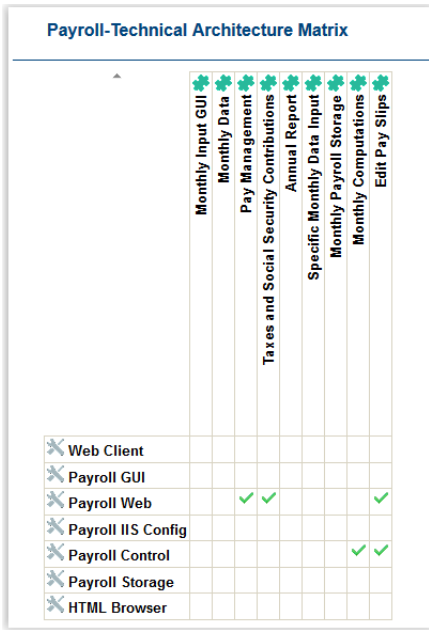 Payroll-Technical Architecture Matrix
Monthly Input GUI
Monthly Data
Pay Management
Taxes and Social Security Contributions
Annual Report
Specific Monthly Data Input
Monthly Payroll Storage
Monthly Computations
Edit Pay Slips
Web Client
Payroll GUI
Payroll Web
Payroll IIS Config
Payroll Control
Payroll Storage
HTML Browser